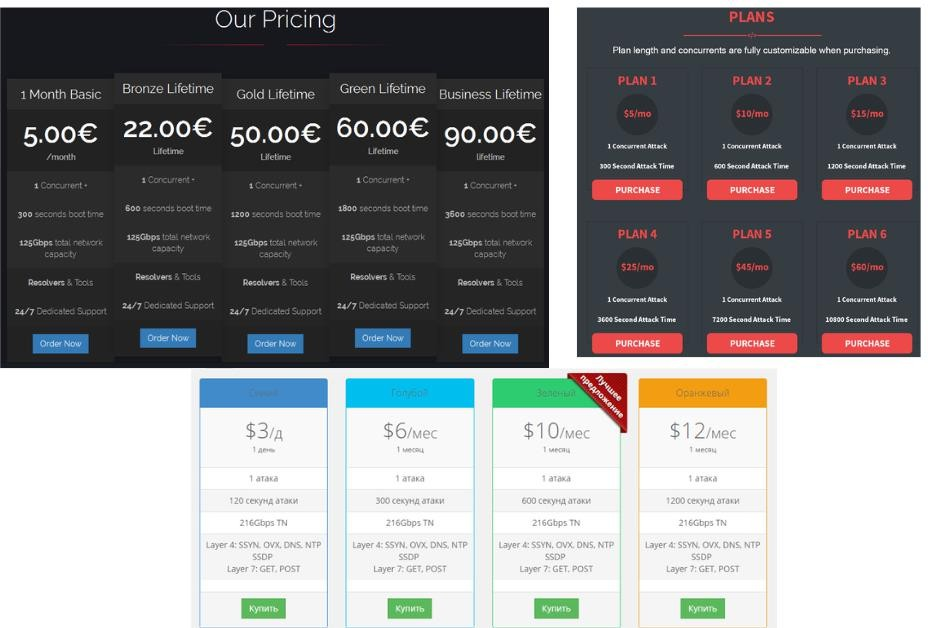 Our Pricing
1 Month Basic
5.00€
/month
1 Concurrent +
300 seconds boot time
125Gbps total network
capacity
Resolvers & Tools
24/7 Dedicated Support
Order Now
Bronze Lifetime
22.00€
Lifetime
1 Concurrent +
600 seconds boot time
125Gbps total network
capacity
Resolvers & Tools
24/7 Dedicated Support
Order Now
Gold Lifetime
50.00€
Lifetime
1 Concurrent +
1200 seconds boot time
125Gbps total network
capacity
Resolvers & Tools
24/7 Dedicated Support
Order Now
Green Lifetime
60.00€
Lifetime
1 Concurrent +
1800 seconds boot time
125Gbps total network
capacity
Resolvers & Tools
24/7 Dedicated Support
Order Now
Business Lifetime
90.00€
lifetime
1 Concurrent +
3600 seconds boot time
125Gbps total network
capacity
Resolvers & Tools
24/7 Dedicated Support
Order Now
PLANS
</>
Plan length and concurrents are fully customizable when purchasing.
PLAN 1
$5/mo
1 Concurrent Attack
300 Second Attack Time
PURCHASE
PLAN 2
$10/mo
1 Concurrent Attack
600 Second Attack Time
PURCHASE
PLAN 3
$15/mo
1 Concurrent Attack
1200 Second Attack Time
PURCHASE
PLAN 4
$25/mo
1 Concurrent Attack
3600 Second Attack Time
PURCHASE
PLAN 5
$45/mo
1 Concurrent Attack
7200 Second Attack Time
PURCHASE
PLAN 6
$60/mo
1 Concurrent Attack
10800 Second Attack Time
PURCHASE
Синий
$3/д
1 день
1 атака
120 секунд атаки
216Gbps TN
Layer 4: SSYN, OVX, DNS, NTP
SSDP
Layer 7: GET, POST
Купить
Голубой
$6/мес
1 месяц
1 атака
300 секунд атаки
216Gbps TN
Layer 4: SSYN, OVX, DNS, NTP
SSDP
Layer 7: GET, POST
Купить
Зеленый
Лучшее
предложение
$10/мес
1 месяц
1 атака
600 секунд атаки
216Gbps TN
Layer 4: SSYN, OVX, DNS, NTP
SSDP
Layer 7: GET, POST
Купить
Оранжевый
$12/мес
1 месяц
1 атака
1200 секунд атаки
216Gbps TN
Layer 4: SSYN, OVX, DNS, NTP
SSDP
Layer 7: GET, POST
Купить